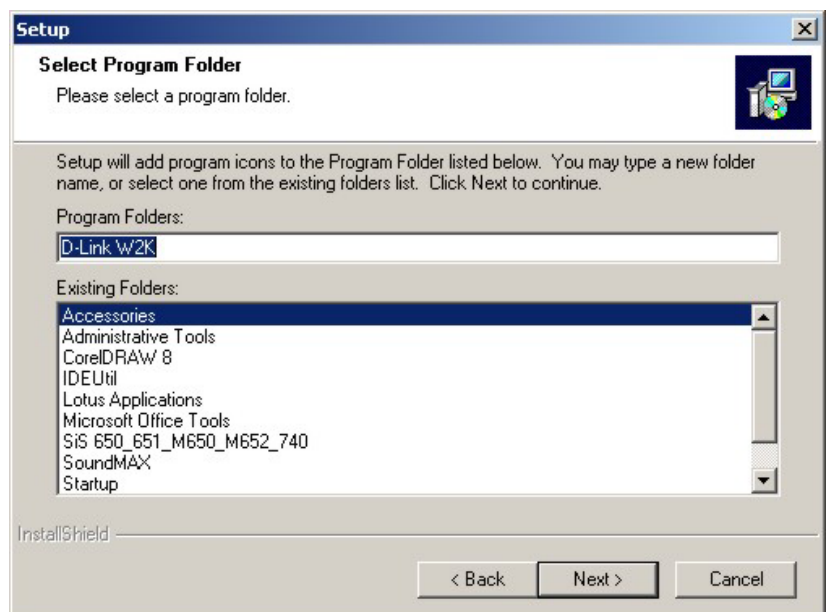 Setup
Select Program Folder
Please select a program folder.
Setup will add program icons to the Program Folder listed below. You may type a new folder
name, or select one from the existing folders list. Click Next to continue.
Program Folders:
D-Link W2K
Existing Folders:
Accessories
Administrative Tools
CorelDRAW 8
IDEUtil
Lotus Applications
Microsoft Office Tools
SiS 650_651_M650_M652_740
SoundMAX
Startup
InstallShield
< Back Next > Cancel